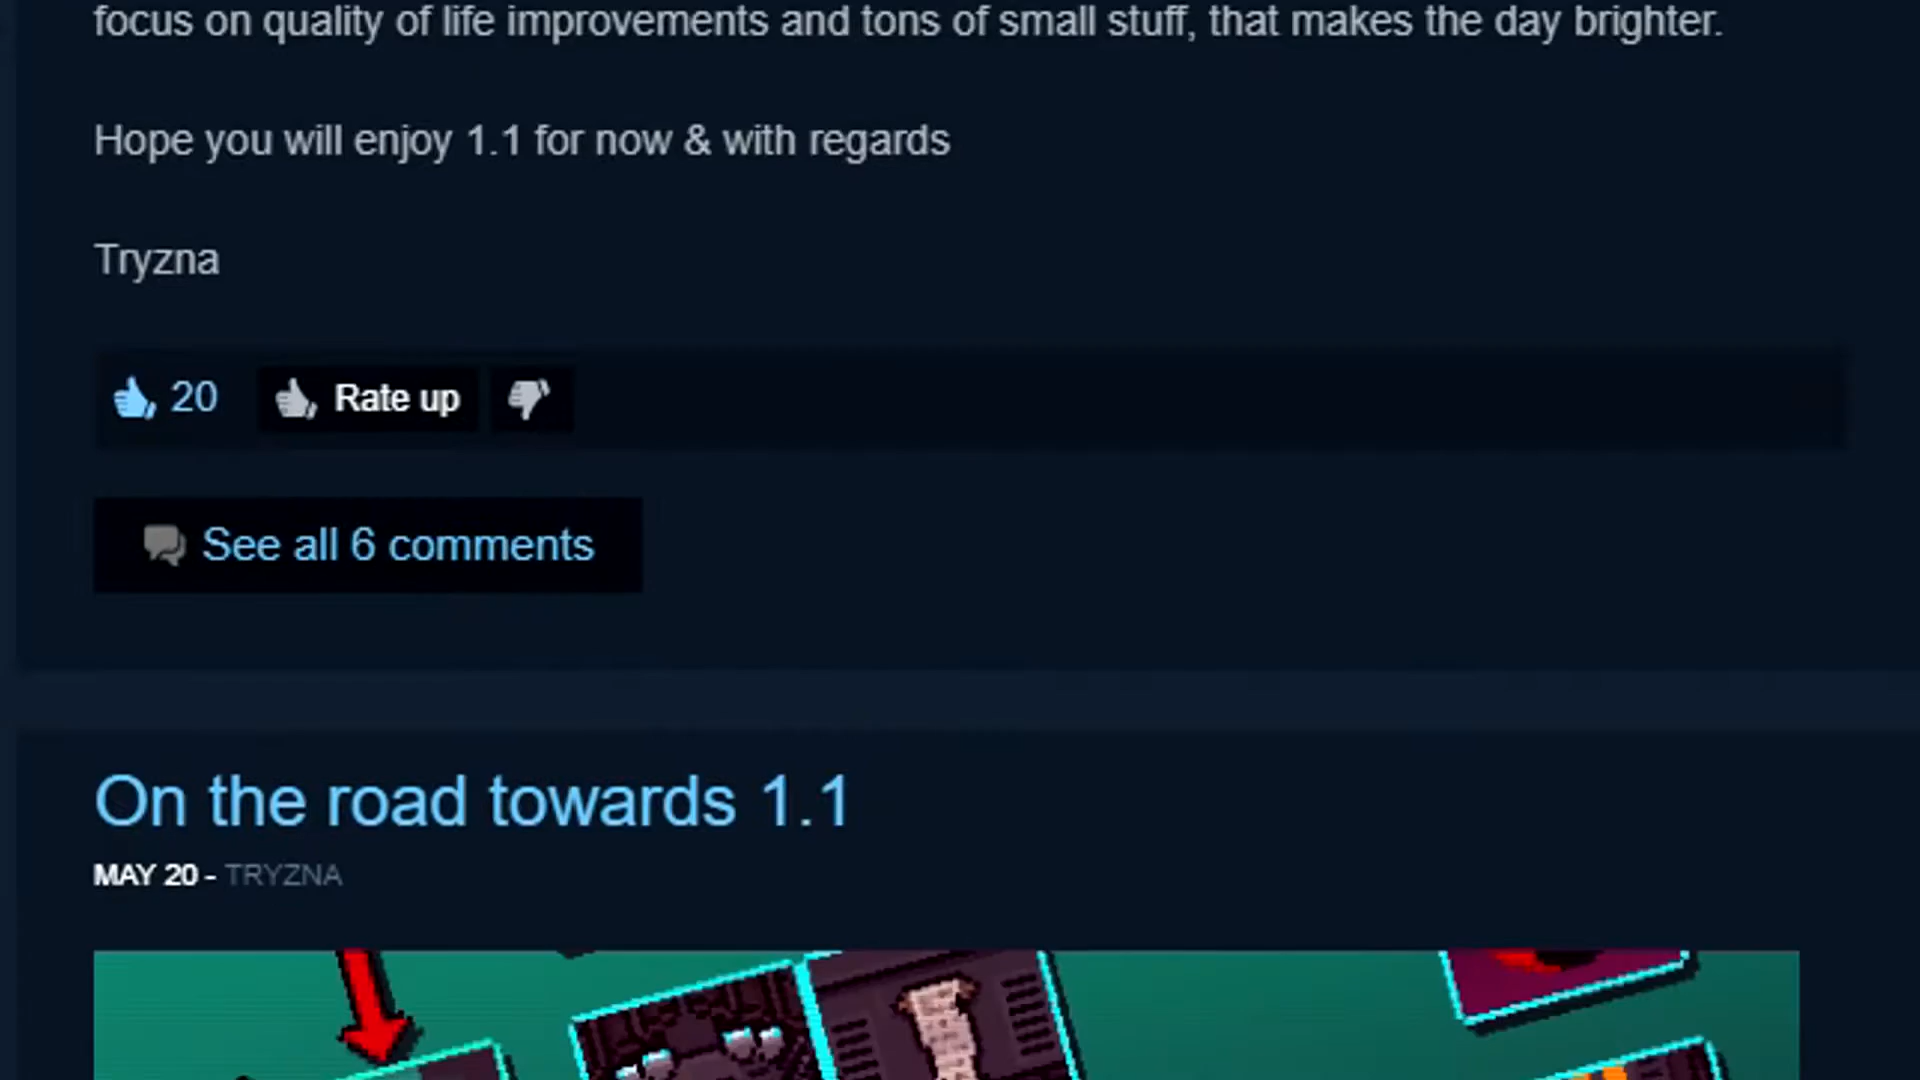 focus on quality of life improvements and tons of small stuff, that makes the day brighter.
Hope you will enjoy 1.1 for now & with regards
Tryzna
20 Rate up
See all 6 comments
On the road towards 1.1
MAY 20 - TRYZNA